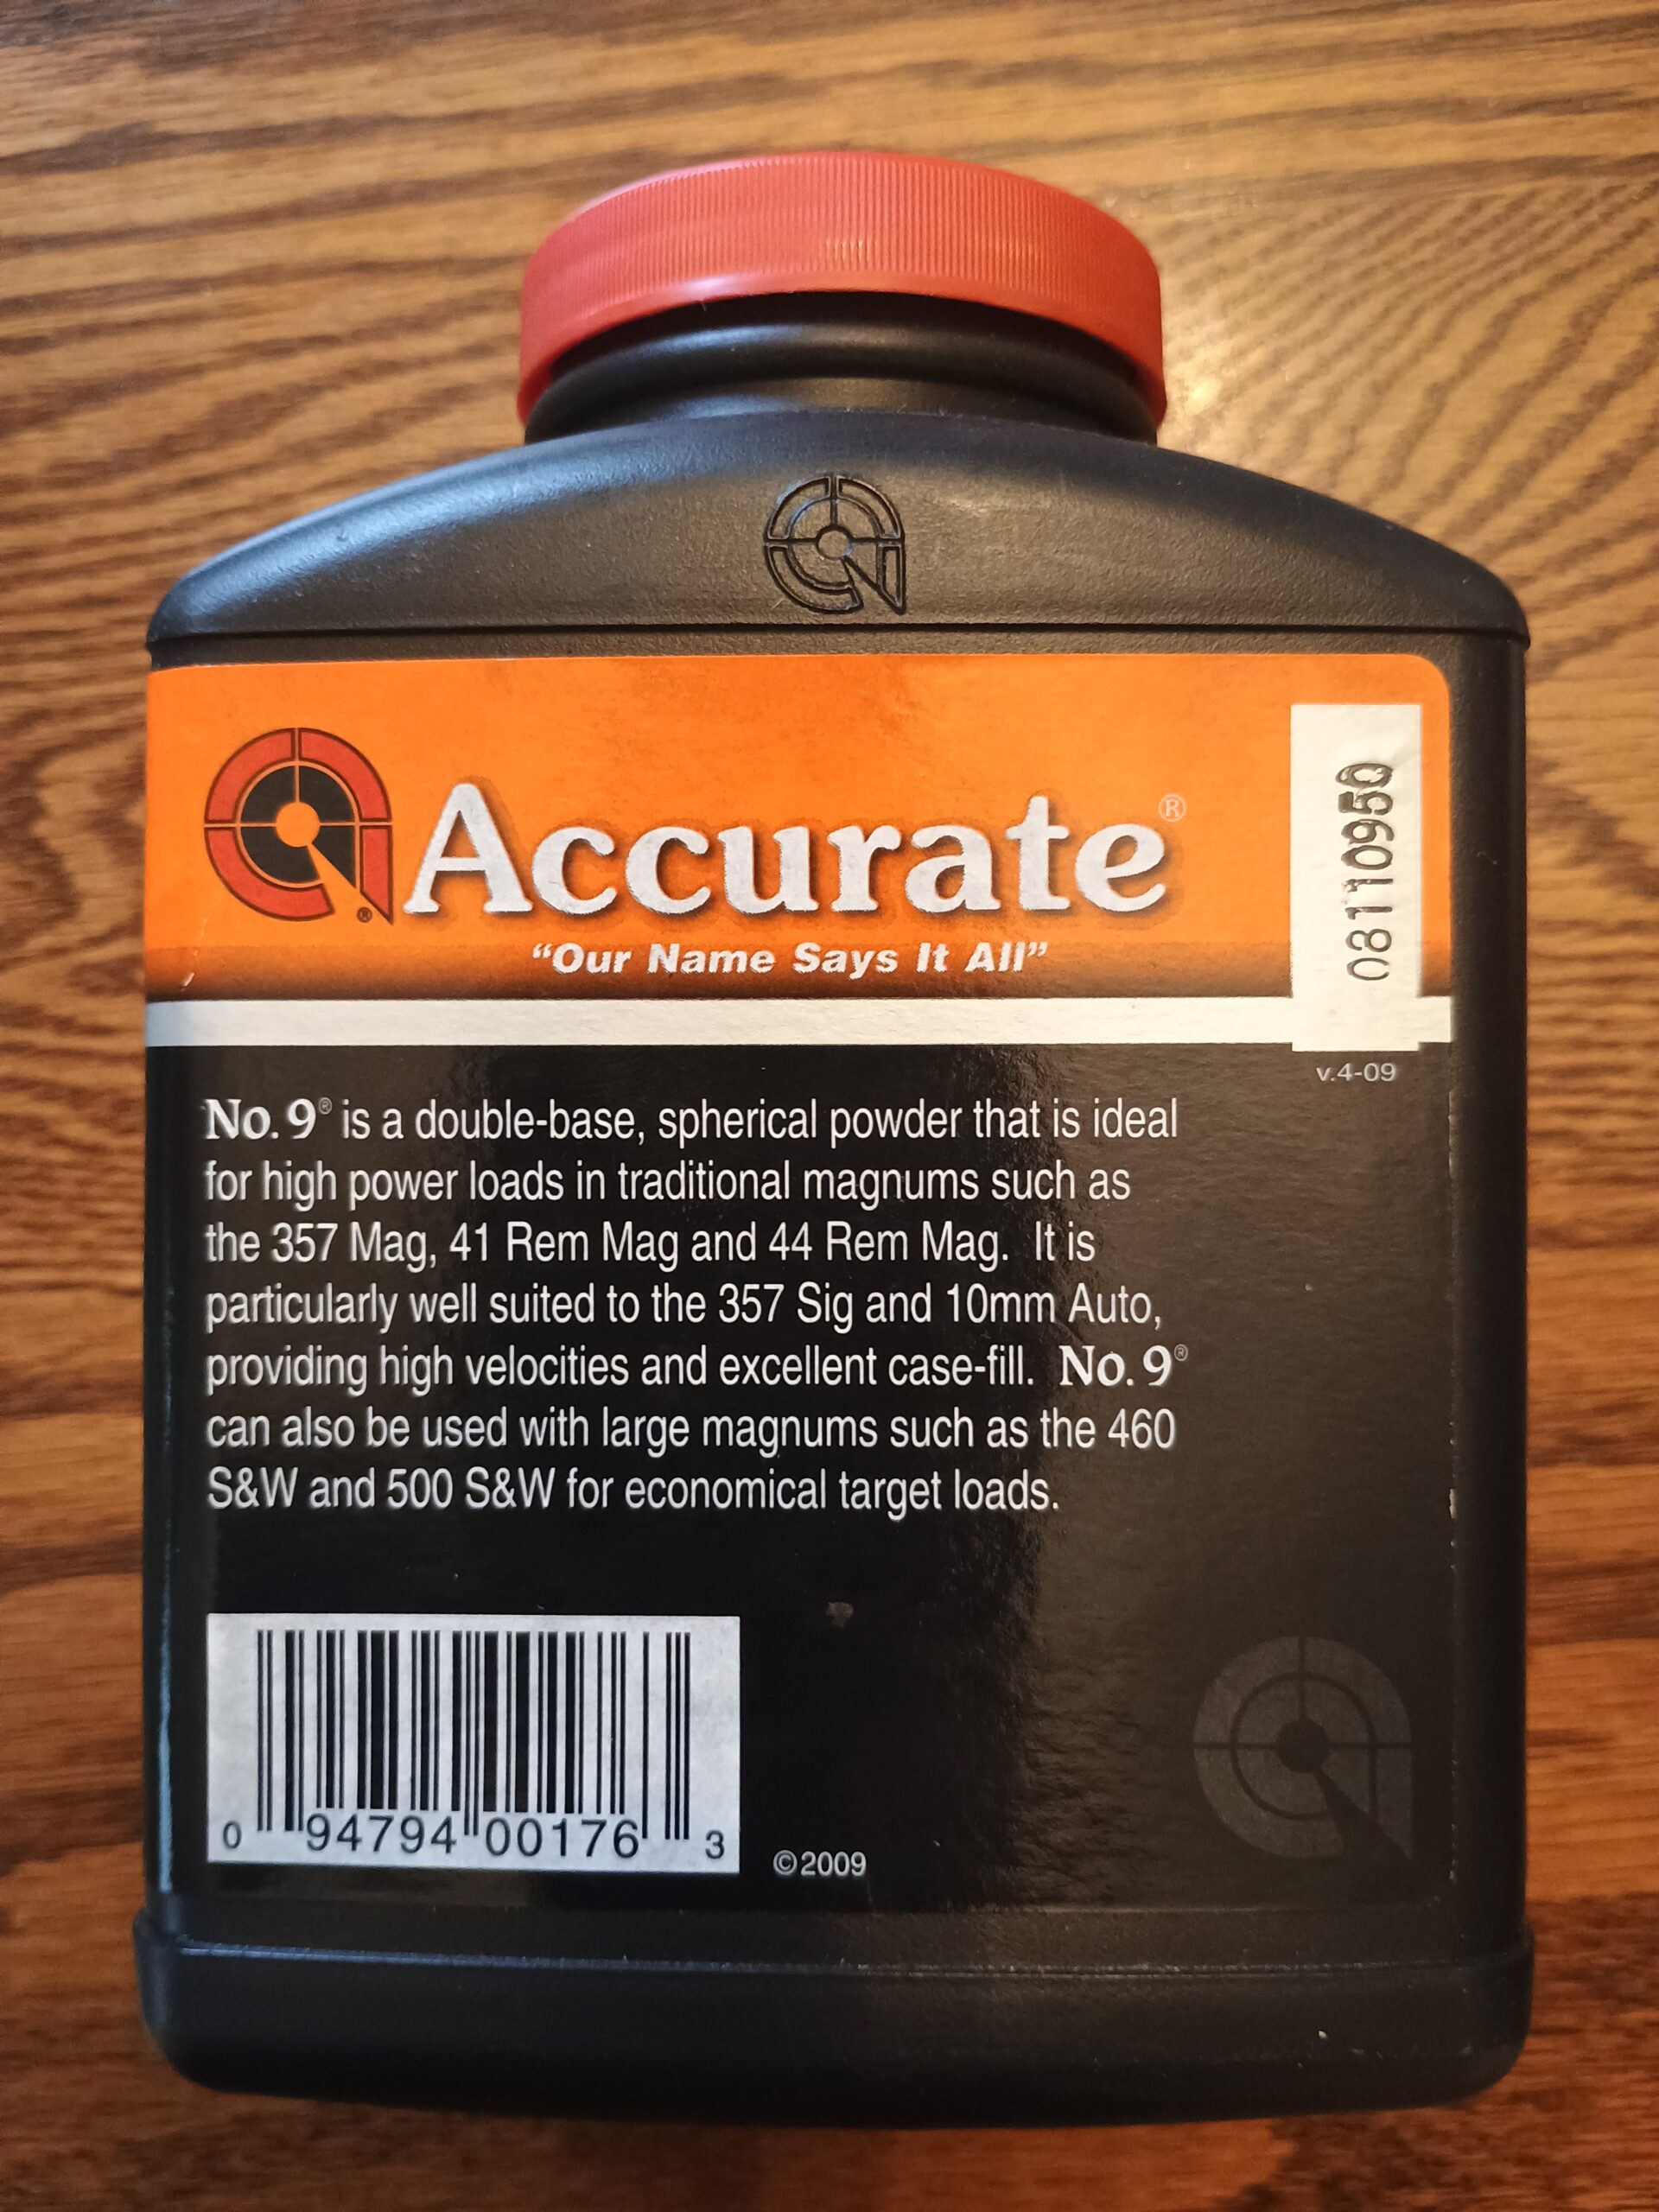 Accurate®
®
"Our Name Says It All"
08110950
v.4-09
No. 9® is a double-base, spherical powder that is ideal
for high power loads in traditional magnums such as
the 357 Mag, 41 Rem Mag and 44 Rem Mag. It is
particularly well suited to the 357 Sig and 10mm Auto,
providing high velocities and excellent case-fill. No. 9®
can also be used with large magnums such as the 460
S&W and 500 S&W for economical target loads.
0 94794 00176 3
©2009